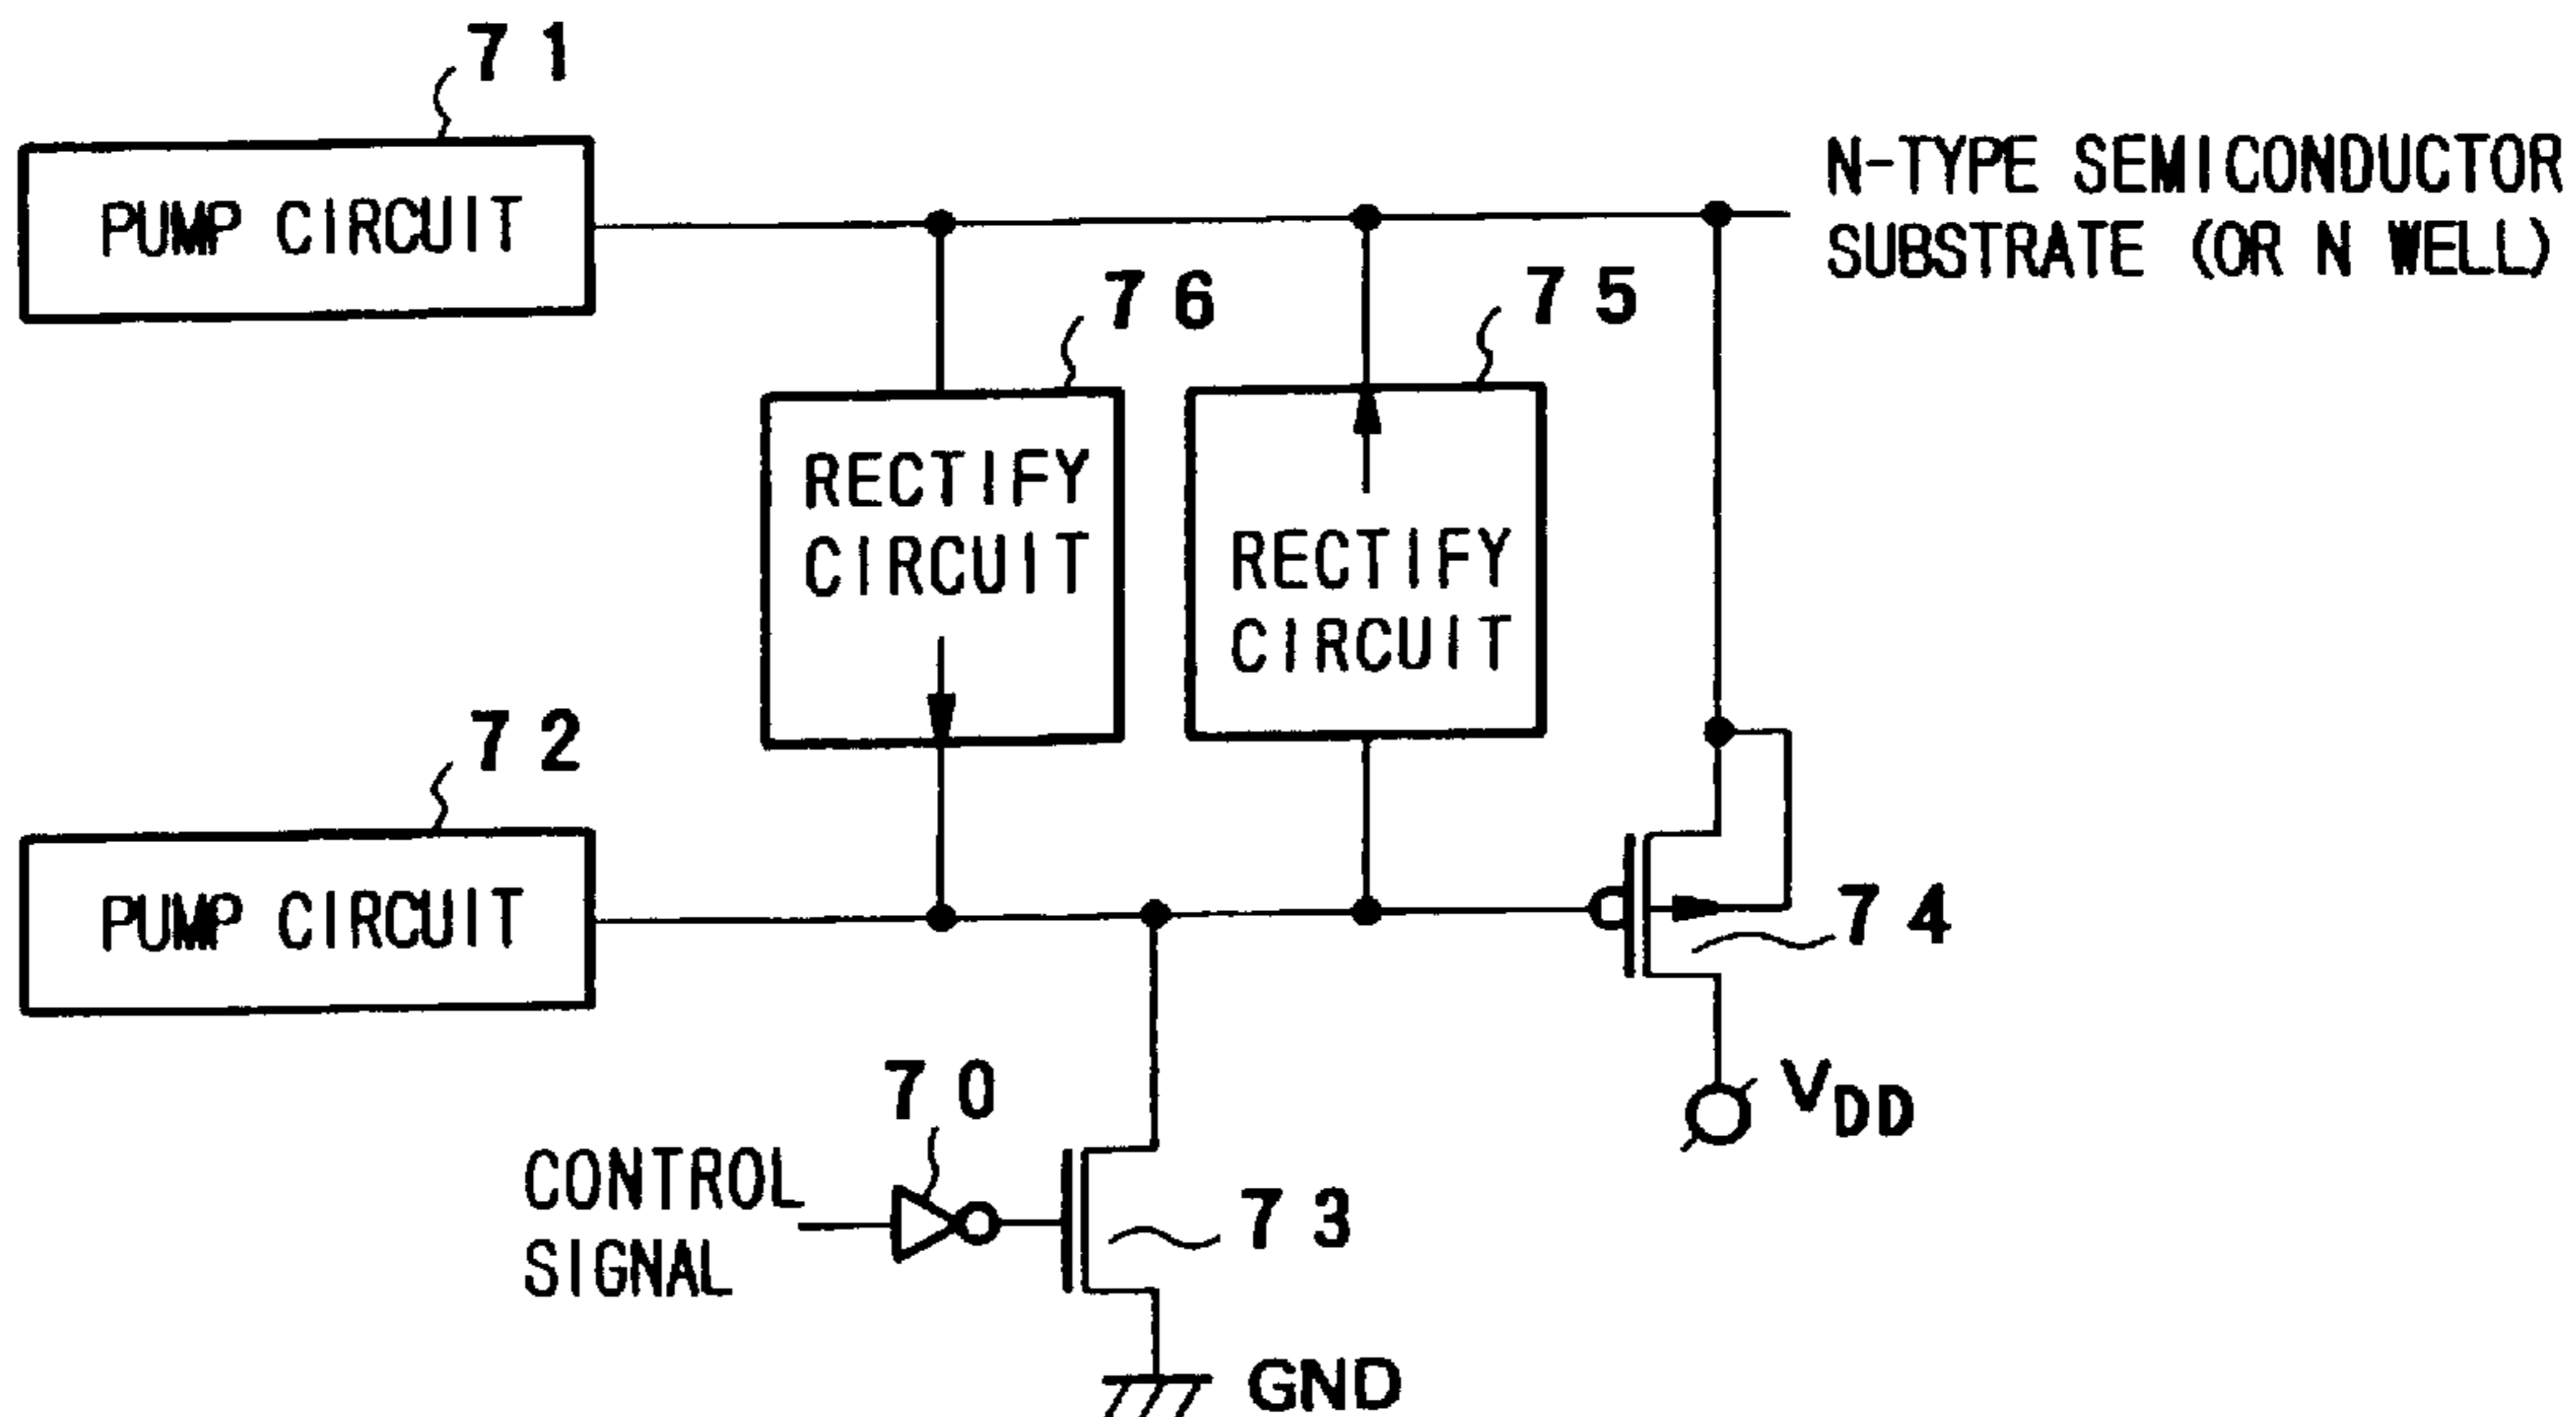 71
PUMP CIRCUIT
N-TYPE SEMICONDUCTOR
SUBSTRATE (OR N WELL)
76
RECTIFY
CIRCUIT
75
RECTIFY
CIRCUIT
72
PUMP CIRCUIT
74
VDD
70
CONTROL
SIGNAL
73
GND